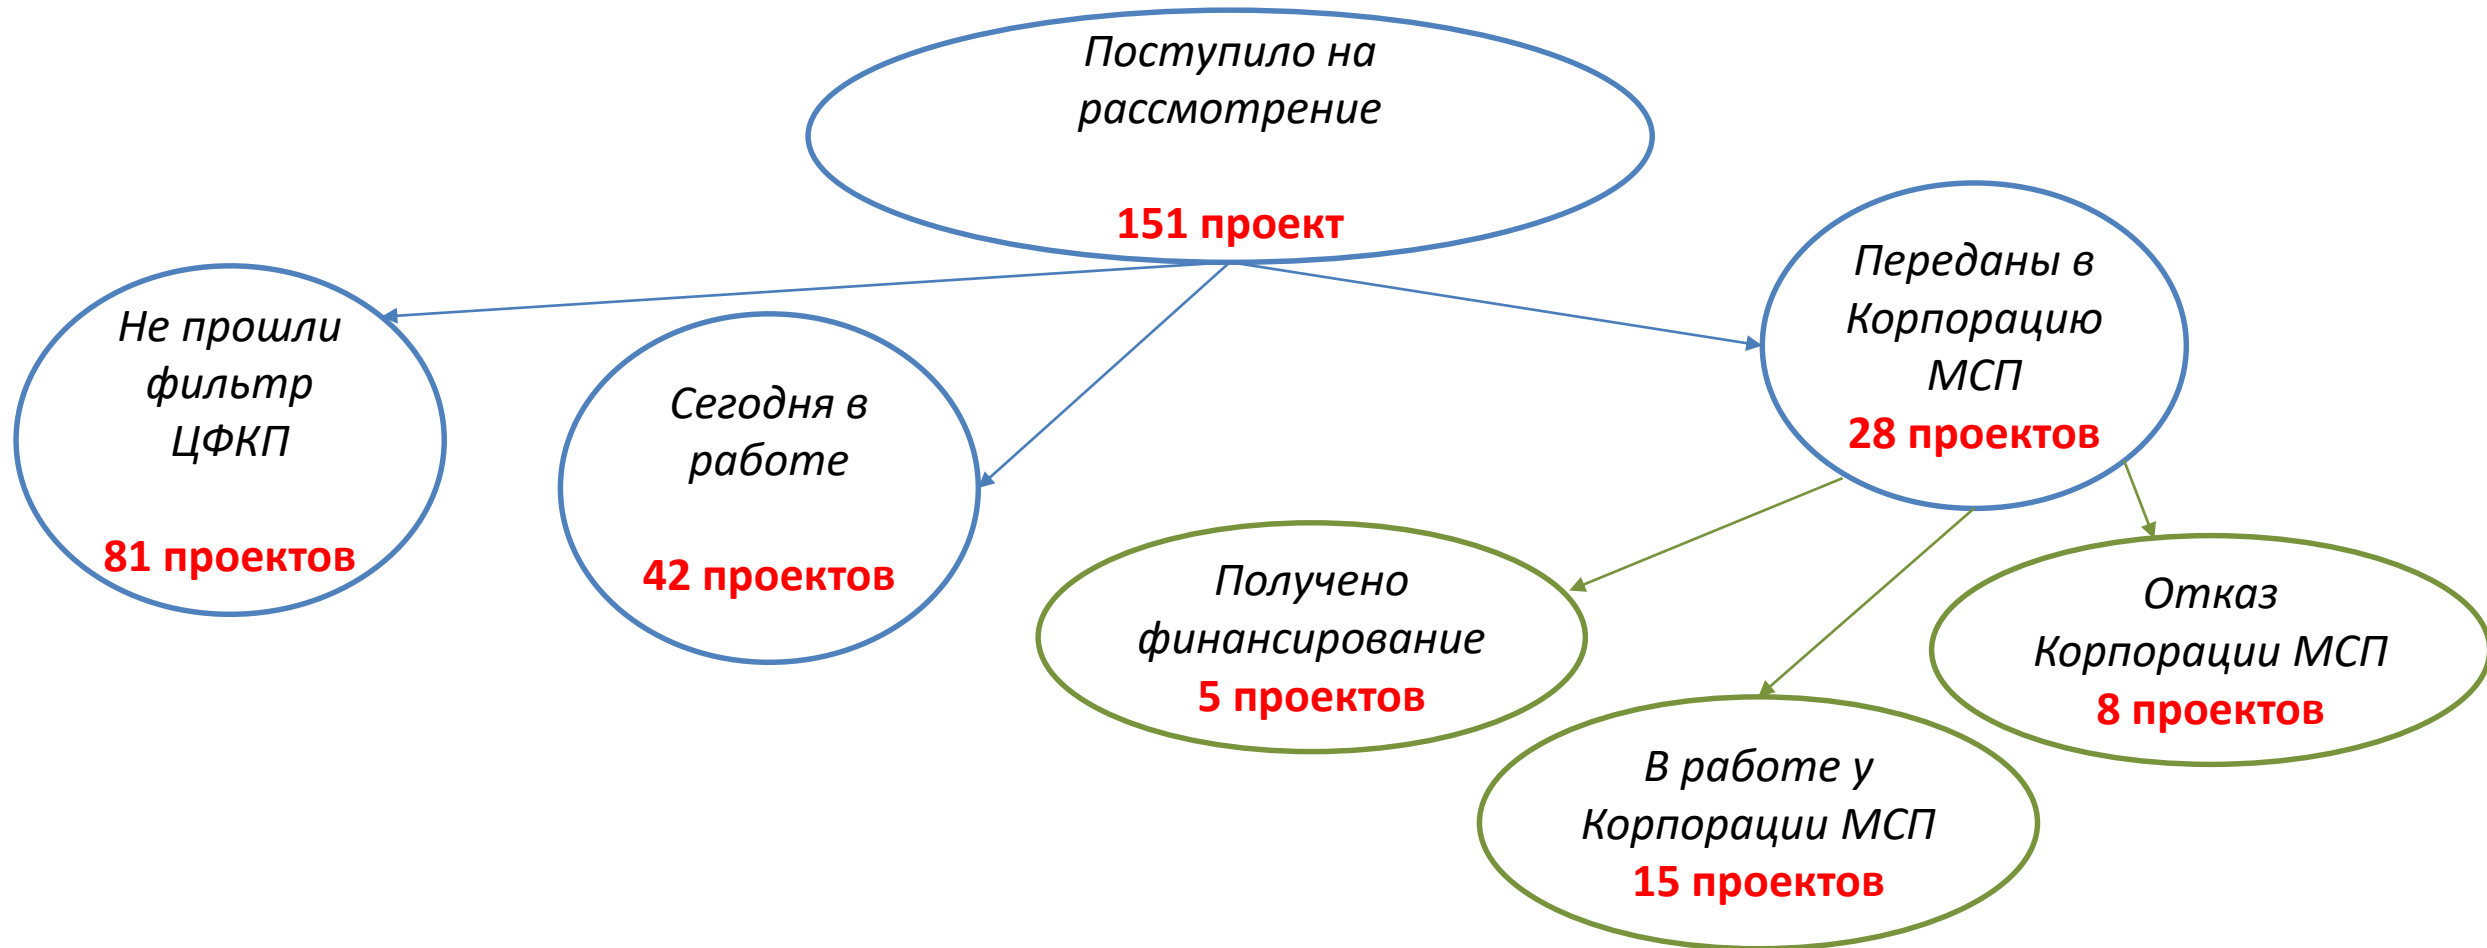 Поступило на
рассмотрение
151 проект
Не прошли
фильтр
ЦФКП
81 проектов
Сегодня в
работе
42 проектов
Переданы в
Корпорацию
МСП
28 проектов
Получено
финансирование
5 проектов
В работе у
Корпорации МСП
15 проектов
Отказ
Корпорации МСП
8 проектов